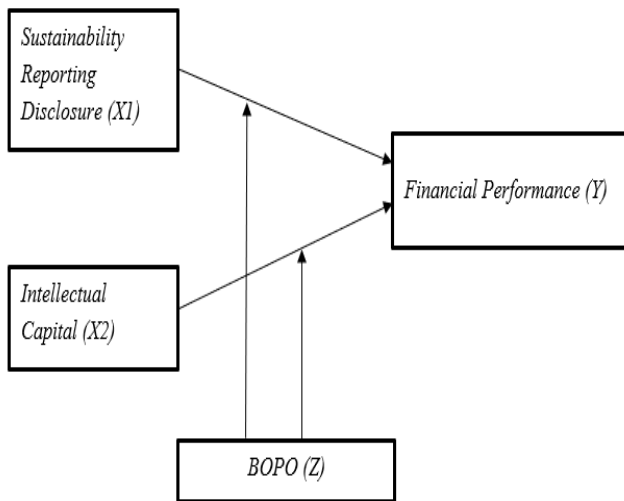 Sustainability
Reporting
Disclosure (X1)
Financial Performance (Y)
Intellectual
Capital (X2)
BOPO (Z)